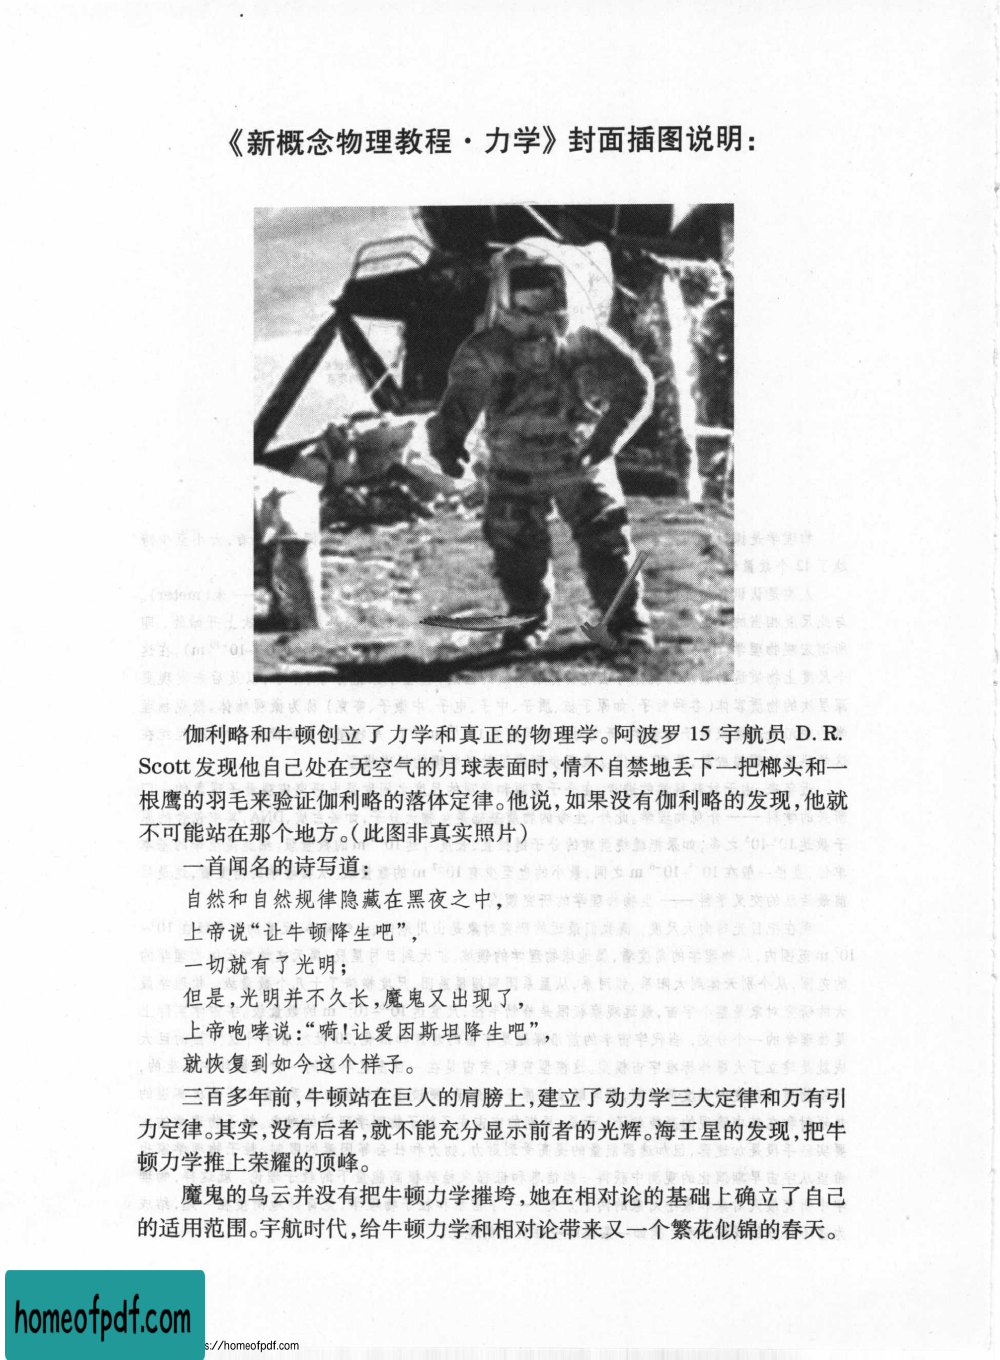 《新概念物理教程·力学》封面插图说明:
伽利略和牛顿创立了力学和真正的物理学。阿波罗 15 宇航员 D. R.
Scott 发现他自己处在无空气的月球表面时,情不自禁地丢下一把榔头和一
根鹰的羽毛来验证伽利略的落体定律。他说,如果没有伽利略的发现,他就
不可能站在那个地方。(此图非真实照片)
一首闻名的诗写道:
自然和自然规律隐藏在黑夜之中,
上帝说“让牛顿降生吧”,
一切就有了光明;
但是,光明并不久长,魔鬼又出现了,
上帝咆哮说:“嗬!让爱因斯坦降生吧”,
就恢复到如今这个样子。
三百多年前,牛顿站在巨人的肩膀上,建立了动力学三大定律和万有引
力定律。其实,没有后者,就不能充分显示前者的光辉。海王星的发现,把牛
顿力学推上荣耀的顶峰。
魔鬼的乌云并没有把牛顿力学摧垮,她在相对论的基础上确立了自己
的适用范围。宇航时代,给牛顿力学和相对论带来又一个繁花似锦的春天。
homeofpdf.com
s://homeofpdf.com